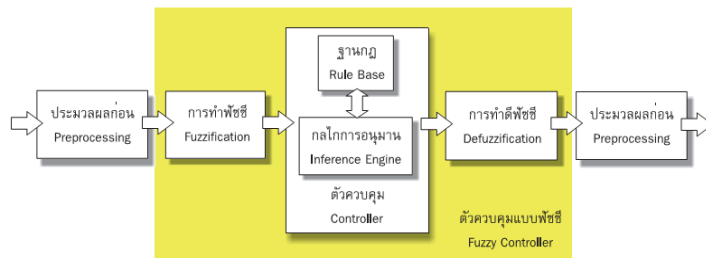 ประมวลผลก่อน
Preprocessing
การทำฟัซซี
Fuzzification
ฐานกฎ
Rule Base
กลไกการอนุมาน
Inference Engine
ตัวควบคุม
Controller
การทำดีฟัซซี
Defuzzification
ประมวลผลก่อน
Preprocessing
ตัวควบคุมแบบฟัซซี
Fuzzy Controller